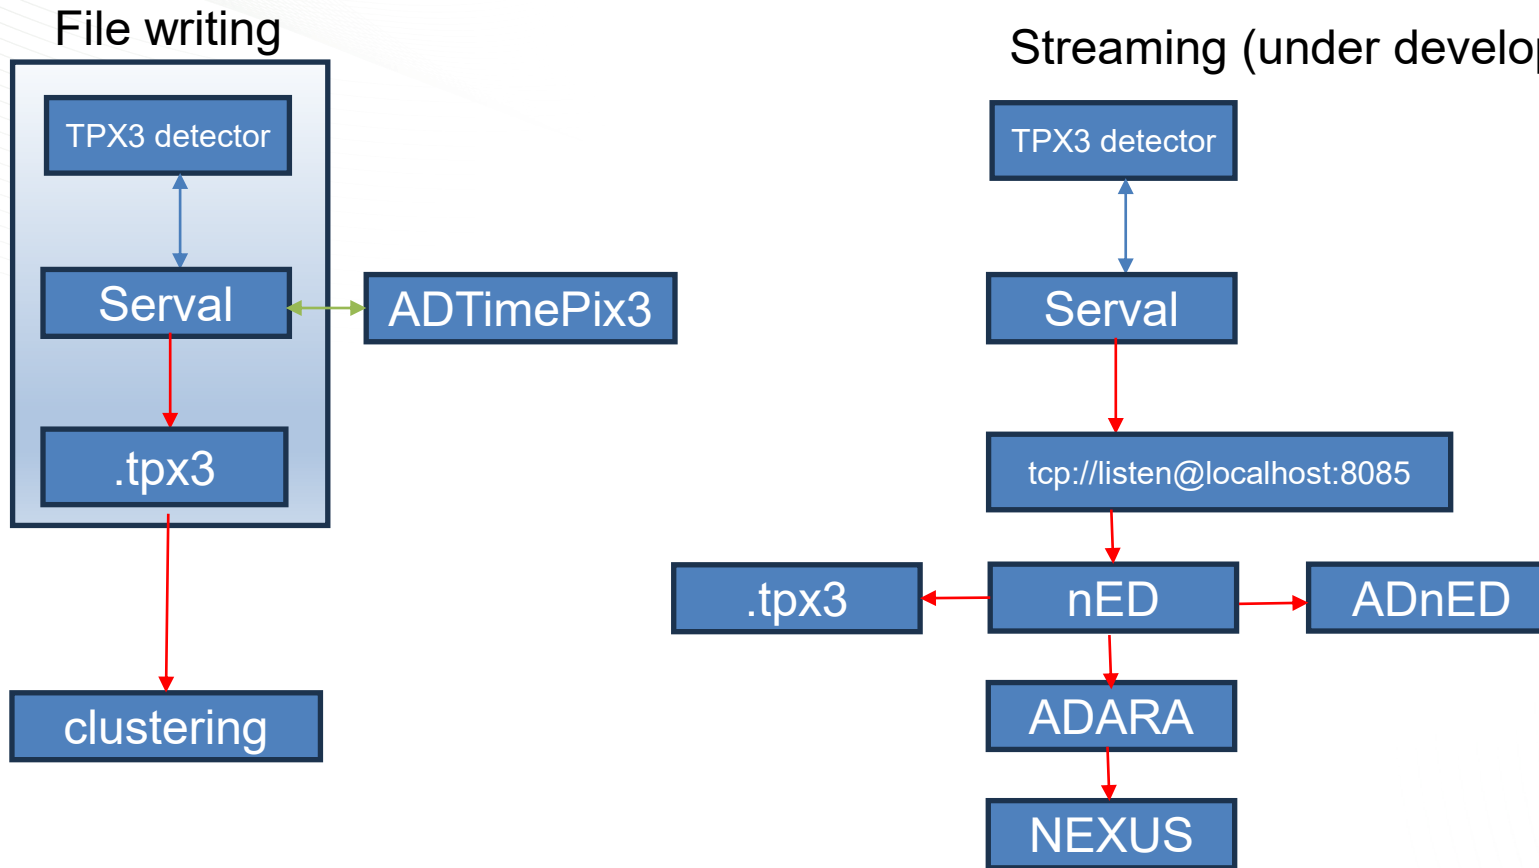 File writing
TPX3 detector
Serval
ADTimePix3
.tpx3
clustering
Streaming (under develop
TPX3 detector
Serval
tcp://listen@localhost:8085
.tpx3
nED
ADnED
ADARA
NEXUS